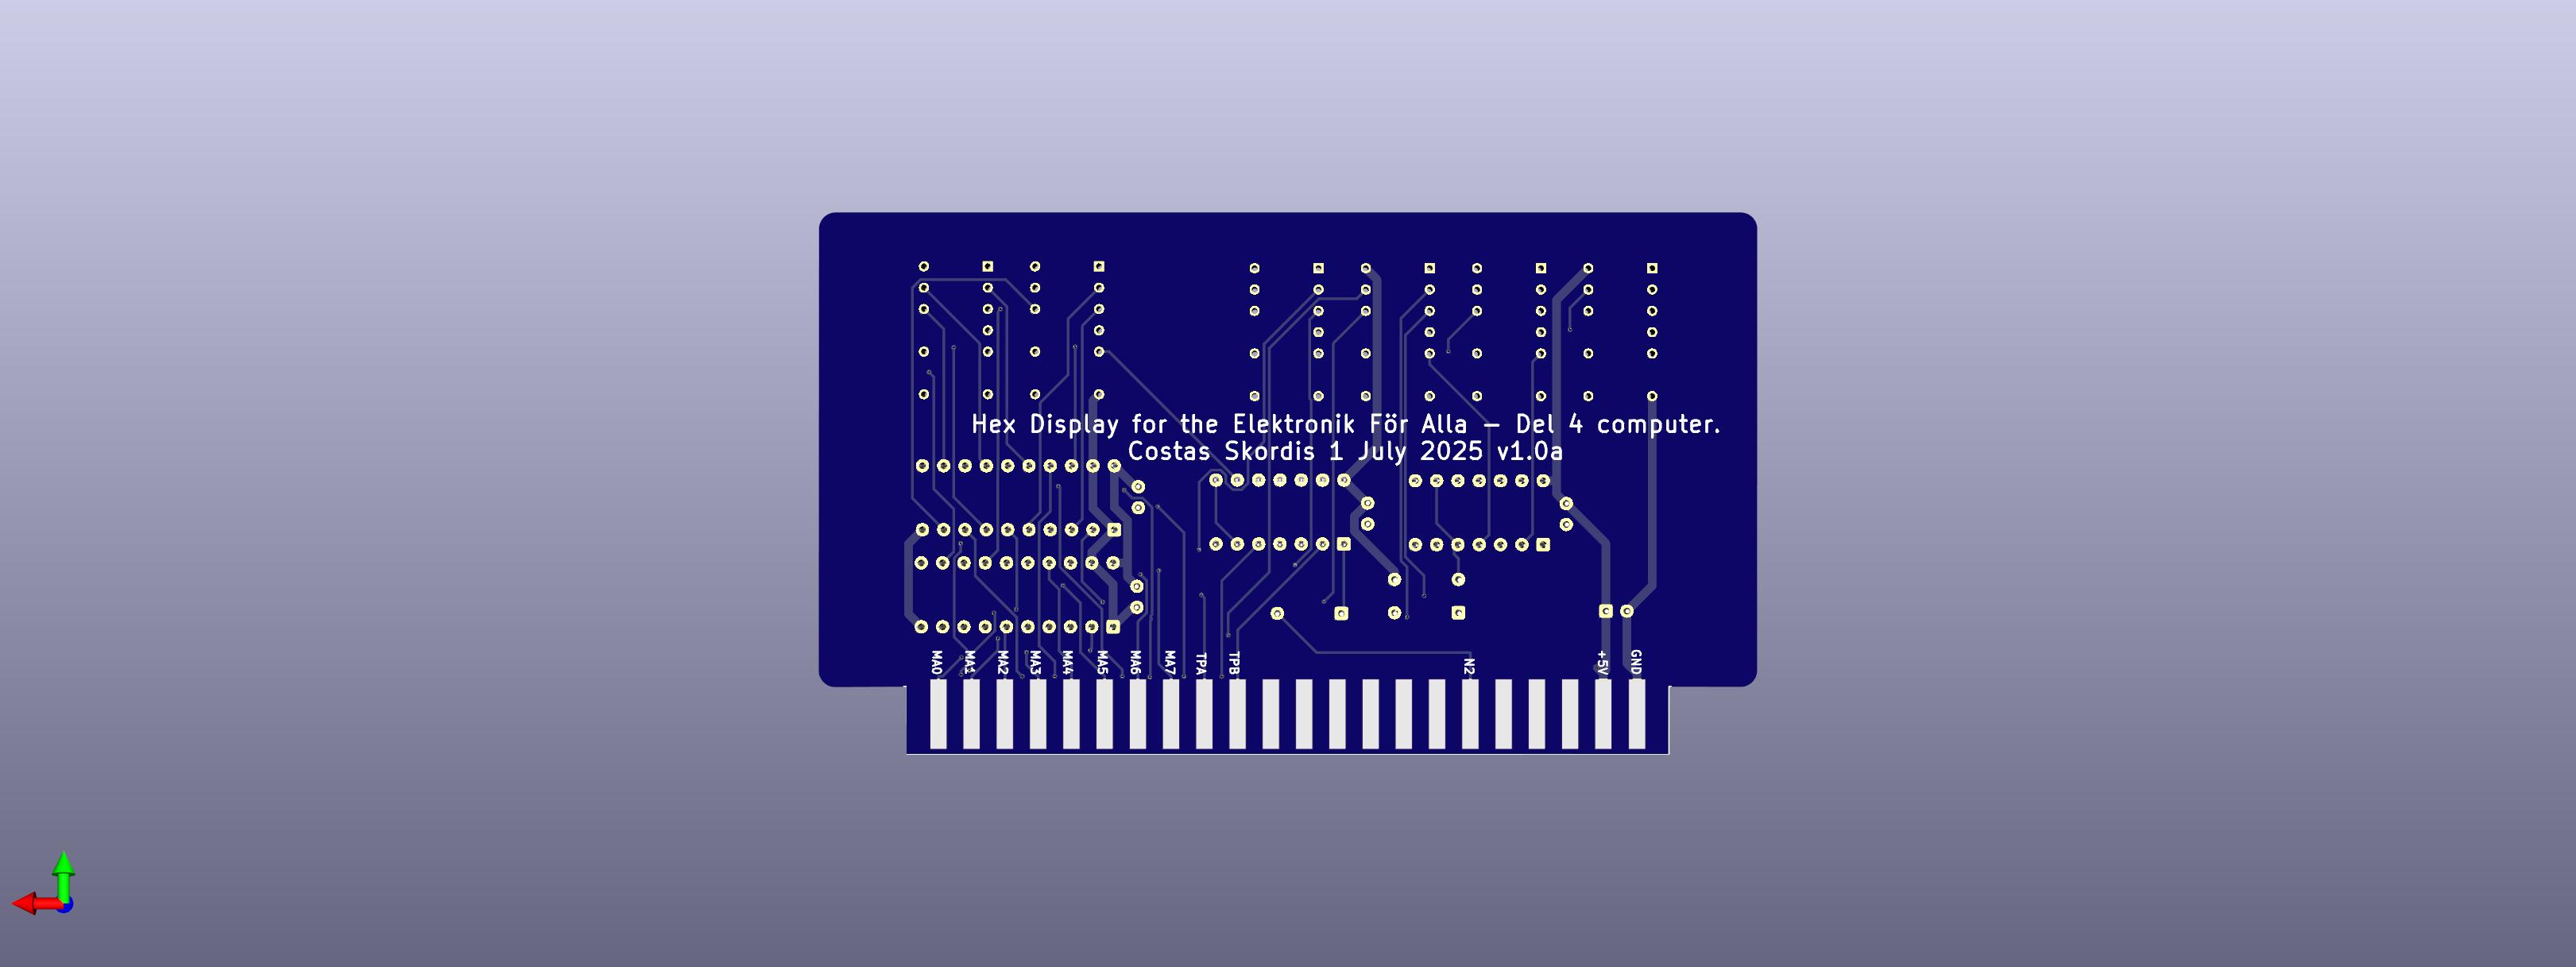 Hex Display for the Elektronik För Alla – Del 4 computer.
Costas Skordis 1 July 2025 v1.0a
MA0
MA1
MA2
MA3
MA4
MA5
MA6
MA7
TPA
TPB
N2
+5V
GND